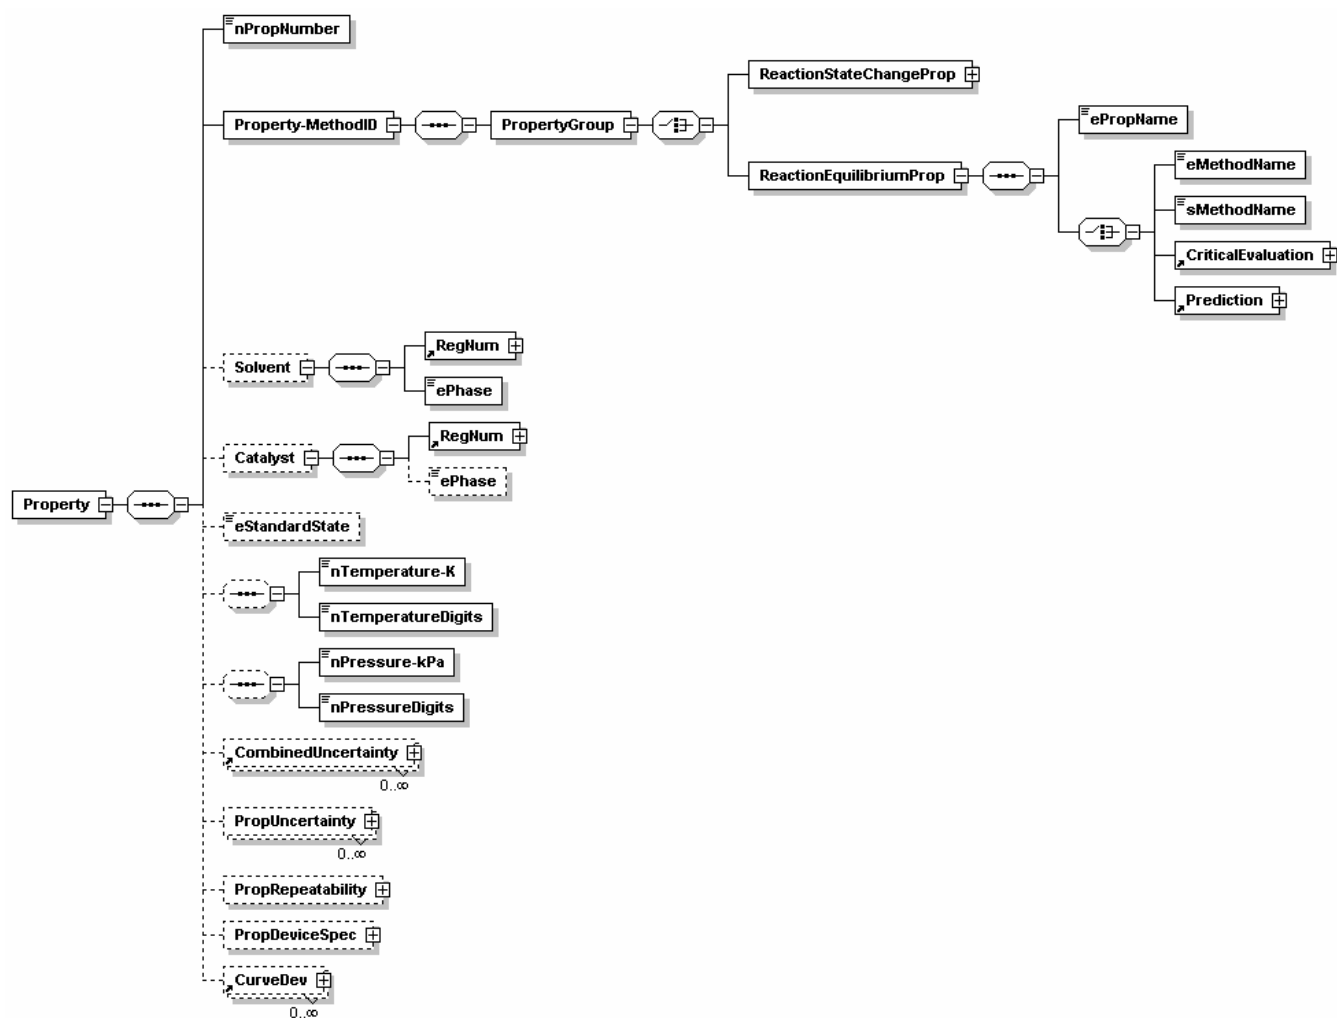 nPropNumber
ReactionStateChangeProp
Property-MethodID
PropertyGroup
ePropName
ReactionEquilibriumProp
eMethodName
sMethodName
CriticalEvaluation
Prediction
Solvent
RegNum
ePhase
Catalyst
RegNum
ePhase
Property
eStandardState
nTemperature-K
nTemperatureDigits
nPressure-kPa
nPressureDigits
CombinedUncertainty
0..∞
PropUncertainty
0..∞
PropRepeatability
PropDeviceSpec
CurveDev
0..∞